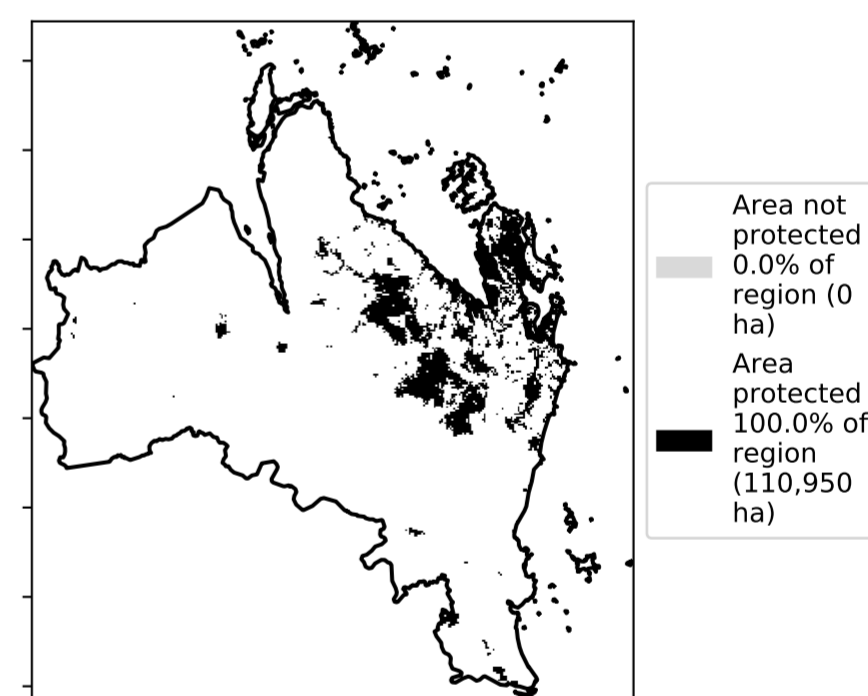 Area not
protected
0.0% of
region (0
ha)
Area
protected
100.0% of
region
(110,950
ha)